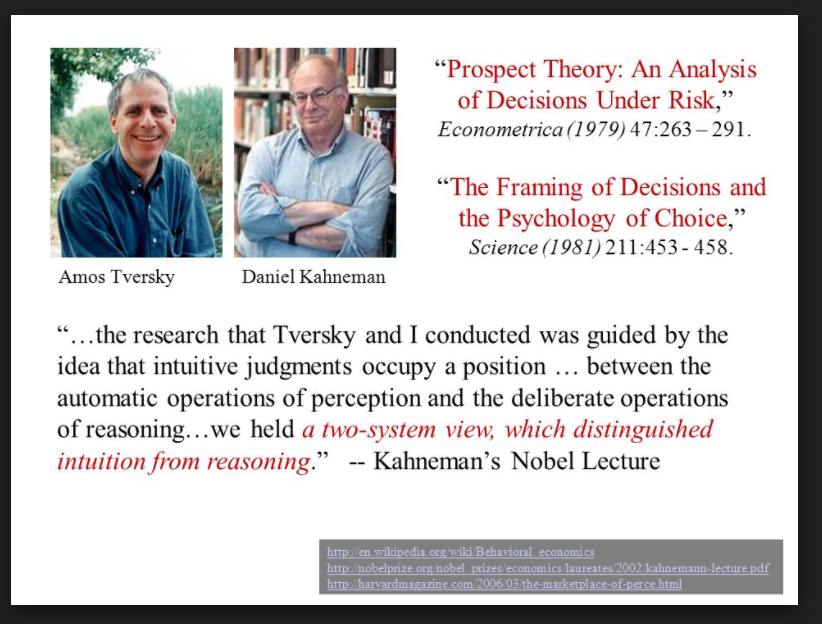 “Prospect Theory: An Analysis
of Decisions Under Risk,”
Econometrica (1979) 47:263 – 291.
“The Framing of Decisions and
the Psychology of Choice,”
Science (1981) 211:453 - 458.
Amos Tversky
Daniel Kahneman
“…the research that Tversky and I conducted was guided by the
idea that intuitive judgments occupy a position … between the
automatic operations of perception and the deliberate operations
of reasoning…we held a two-system view, which distinguished
intuition from reasoning.” -- Kahneman’s Nobel Lecture
http://en.wikipedia.org/wiki/Behavioral_economics
http://nobelprize.org/nobel_prizes/economics/laureates/2002/kahnemann-lecture.pdf
http://harvardmagazine.com/2006/03/the-marketplace-of-perce.html